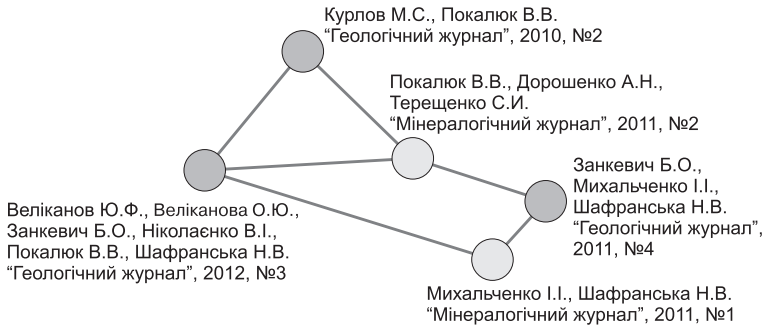 Курлов М.С., Покалюк В.В.
“Геологічний журнал”, 2010, №2
Покалюк В.В., Дорошенко А.Н.,
Терещенко С.И.
“Мінералогічний журнал”, 2011, №2
Занкевич Б.О.,
Михальченко І.І.,
Шафранська Н.В.
“Геологічний журнал”,
2011, №4
Веліканов Ю.Ф., Веліканова О.Ю.,
Занкевич Б.О., Ніколаєнко В.І.,
Покалюк В.В., Шафранська Н.В.
“Геологічний журнал”, 2012, №3
Михальченко І.І., Шафранська Н.В.
“Мінералогічний журнал”, 2011, №1